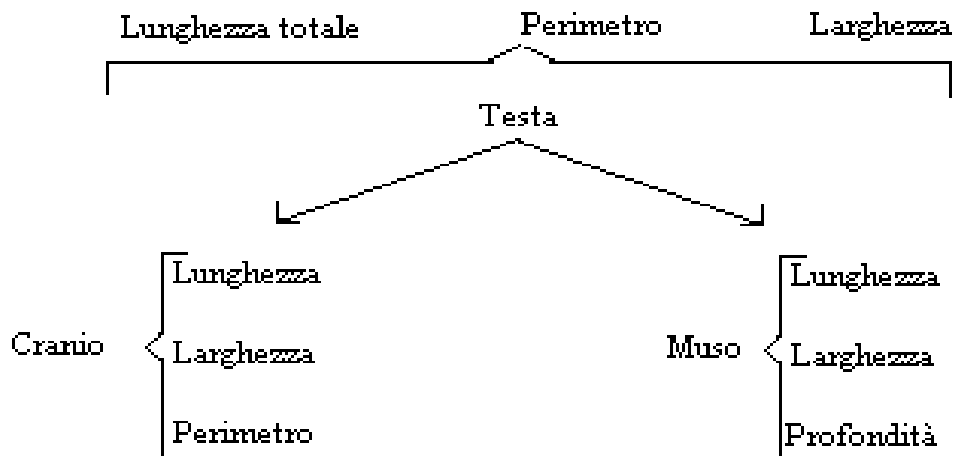 Lunghezza totale Perimetro Larghezza
Testa
Lunghezza
Cranio Larghezza
Perimetro
Lunghezza
Muso Larghezza
Profondità